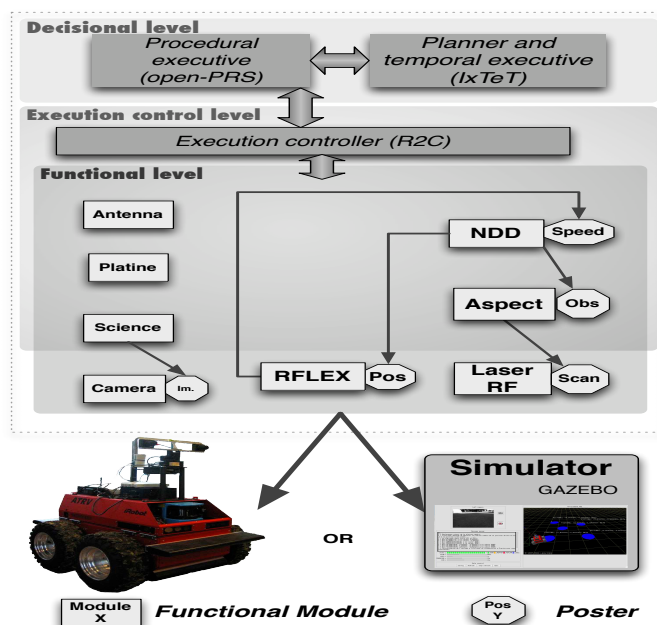 Decisional level
Procedural
executive
(open-PRS)
Planner and
temporal executive
(IxTeT)
Execution control level
Execution controller (R2C)
Functional level
Antenna
NDD
Speed
Platine
Aspect
Obs
Science
Camera
Im.
RFLEX
Pos
Laser
RF
Scan
Simulator
GAZEBO
ATRV
iRobot
OR
Module
X
Functional Module
Pos
Y
Poster